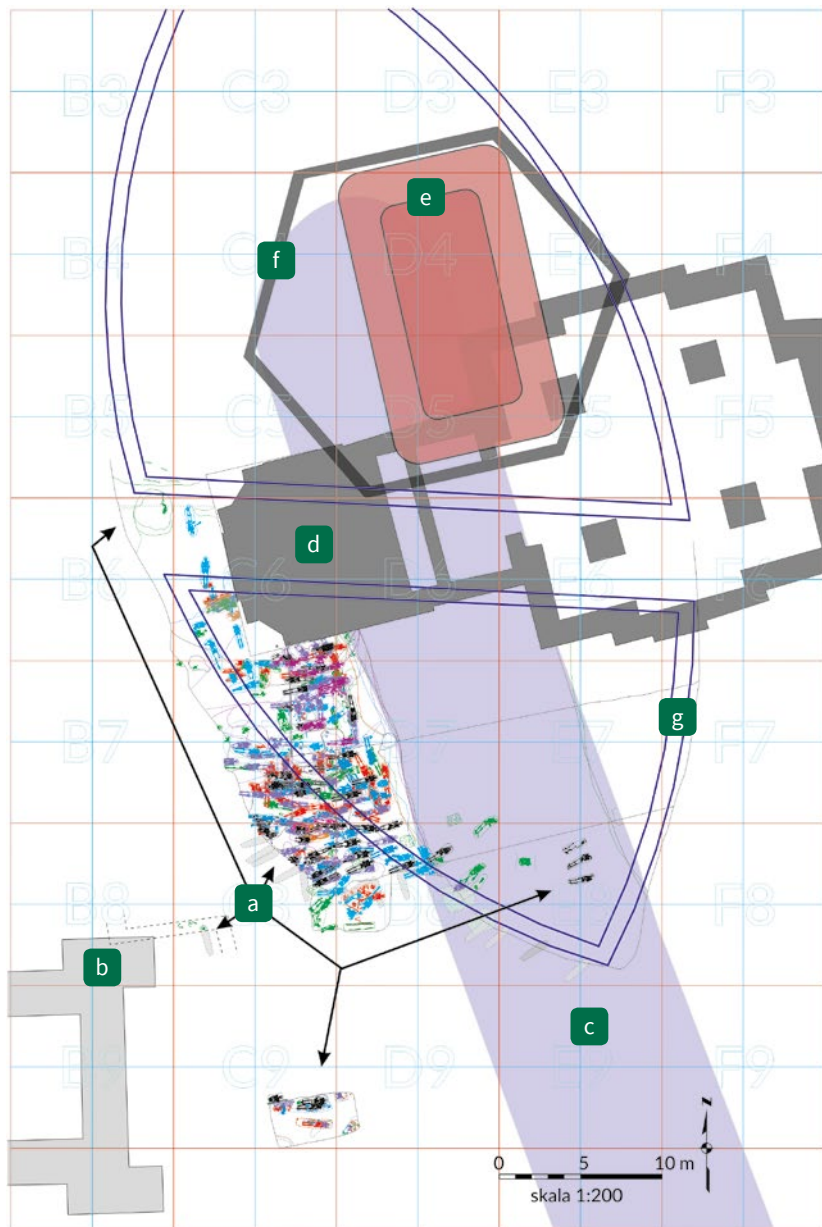 B3 C3 D3 E3 F3
e
f
B4 C D4 E4 F4
B5 C5 D5 E5 F5
d
B6 C6 E6 F6
g
B7 D7 E7 F7
a
B8 D8 E8 F8
b
c
B9 C9 D9 E9 F9
N
0 5 10 m
skala 1:200